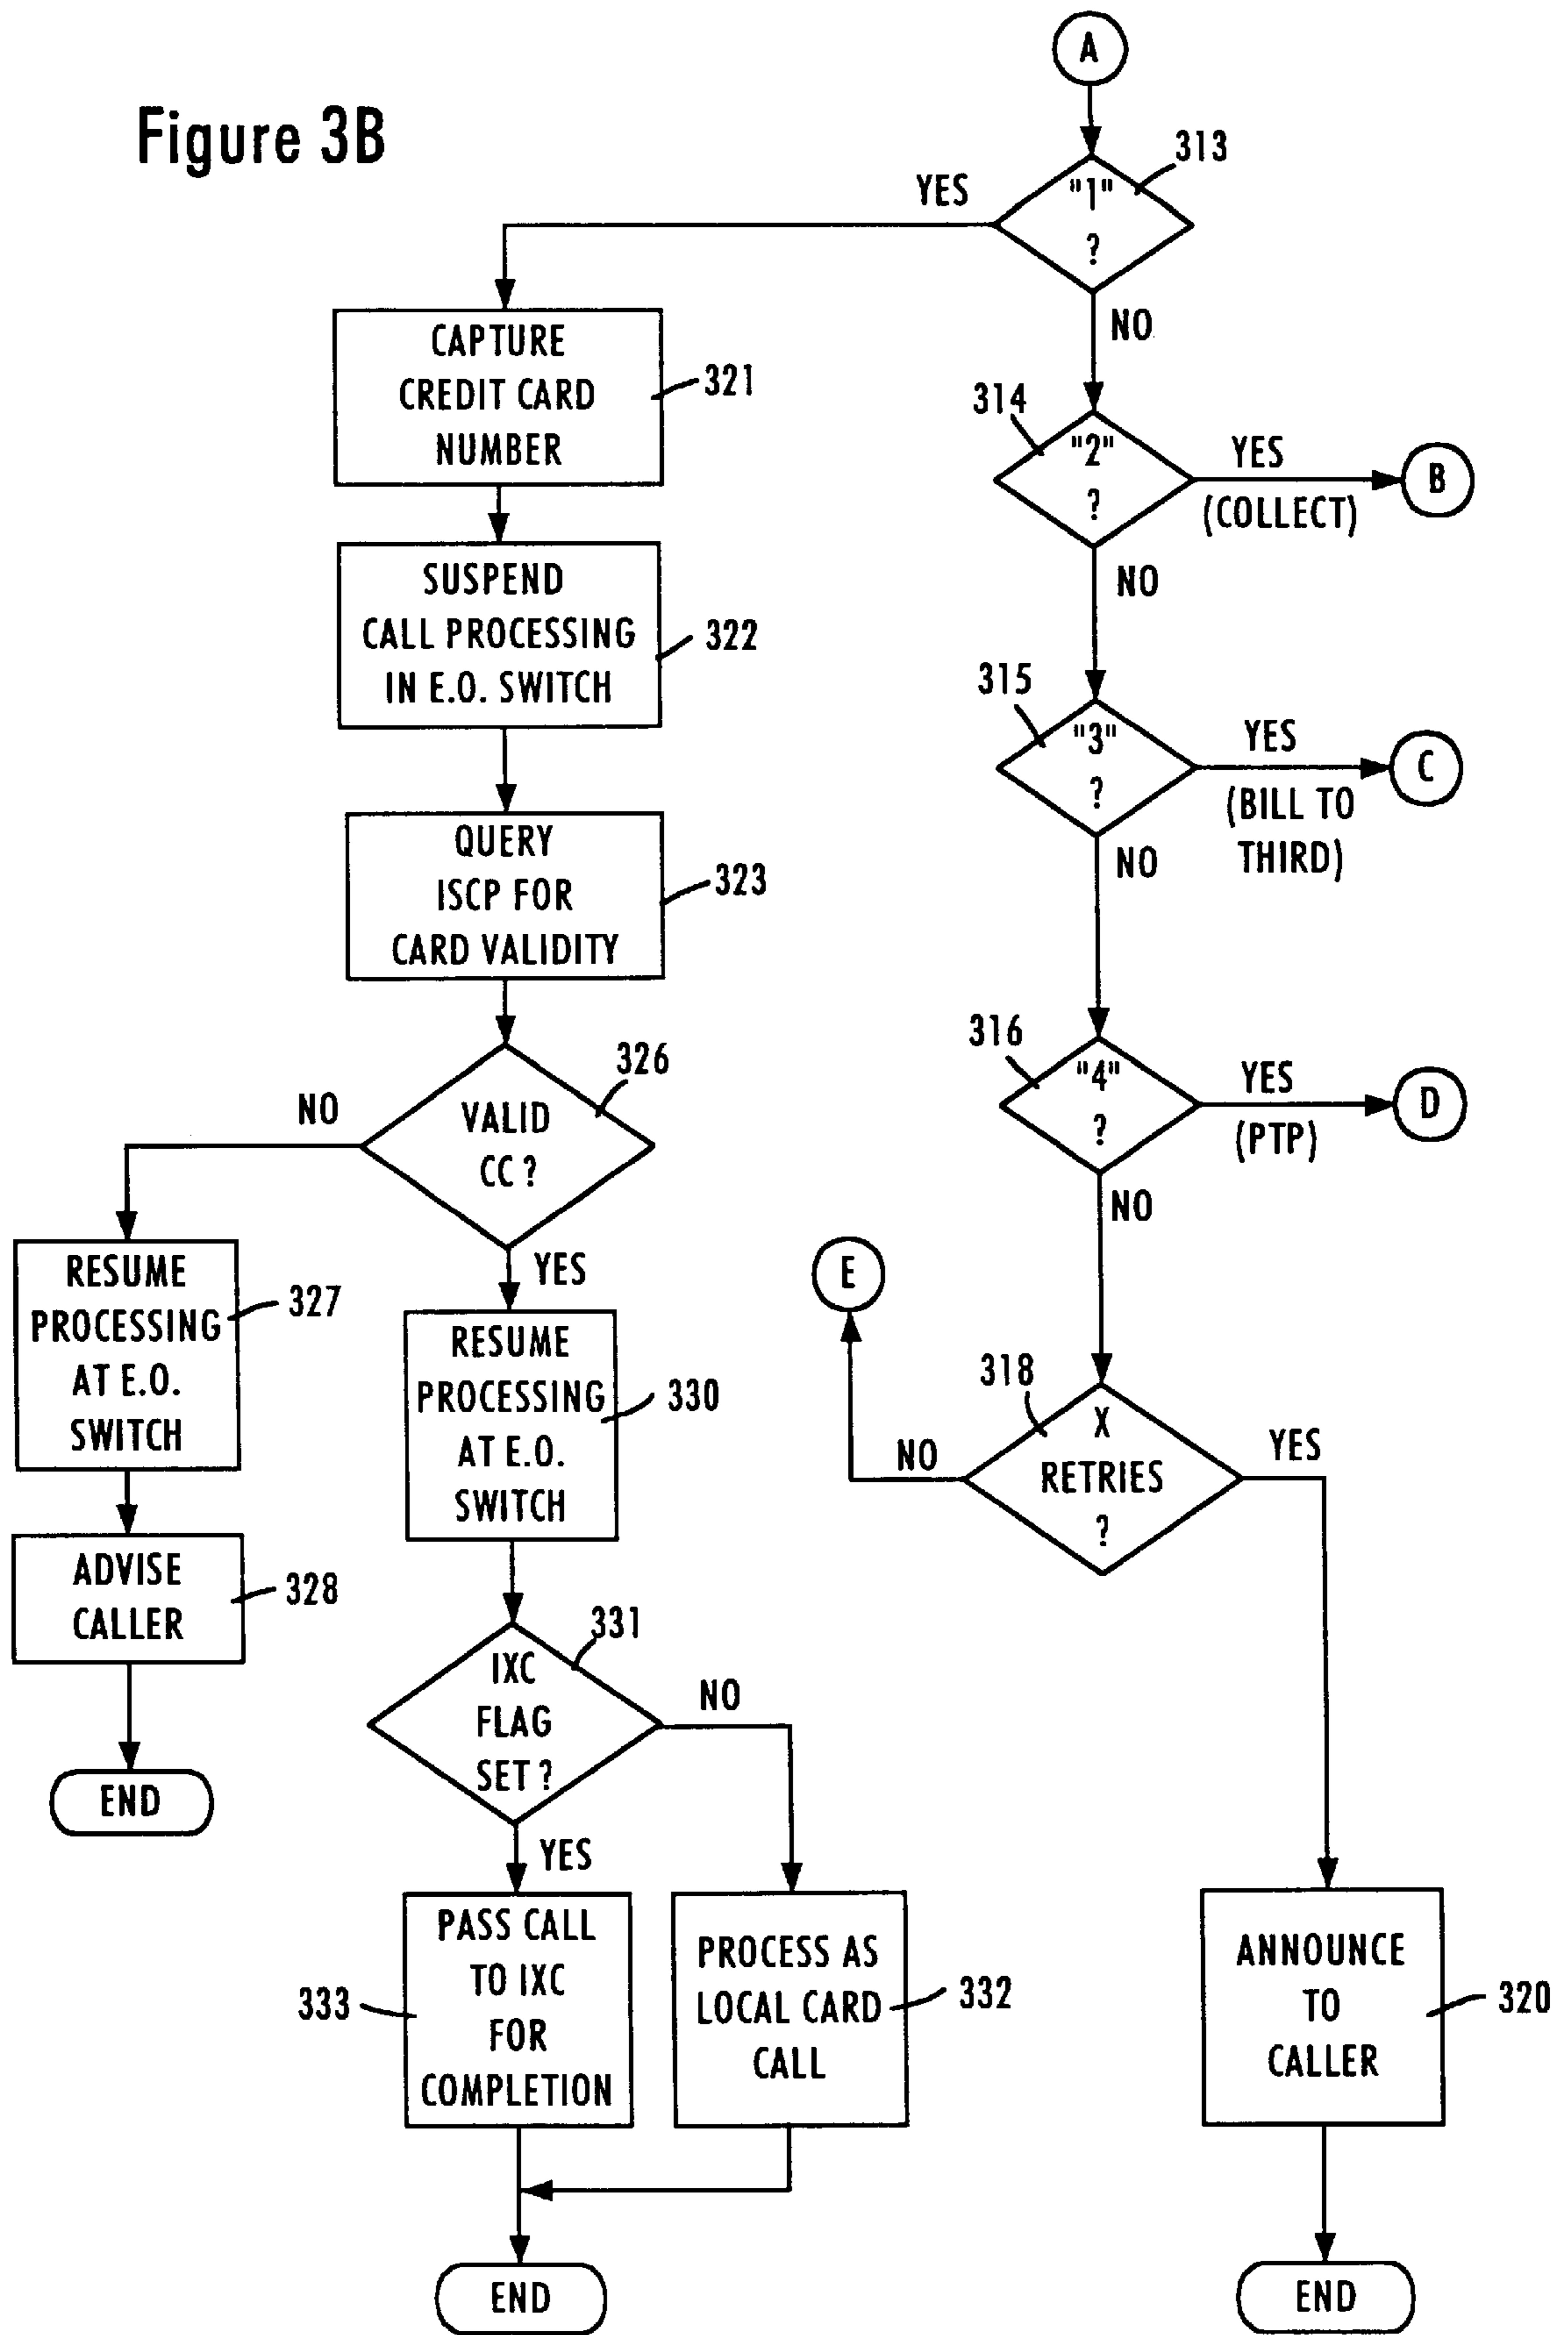 Figure 3B
A
313
"1"
?
YES
NO
CAPTURE
CREDIT CARD
NUMBER
321
314
"2"
?
YES
(COLLECT)
B
NO
SUSPEND
CALL PROCESSING
IN E.O. SWITCH
322
315
"3"
?
YES
(BILL TO
THIRD)
C
NO
QUERY
ISCP FOR
CARD VALIDITY
323
316
"4"
?
YES
(PTP)
D
NO
326
VALID
CC ?
NO
YES
RESUME
PROCESSING
AT E.O.
SWITCH
327
RESUME
PROCESSING
AT E.O.
SWITCH
330
E
318
X
RETRIES
?
NO
YES
ADVISE
CALLER
328
END
331
IXC
FLAG
SET ?
NO
YES
PASS CALL
TO IXC
FOR
COMPLETION
333
PROCESS AS
LOCAL CARD
CALL
332
ANNOUNCE
TO
CALLER
320
END
END